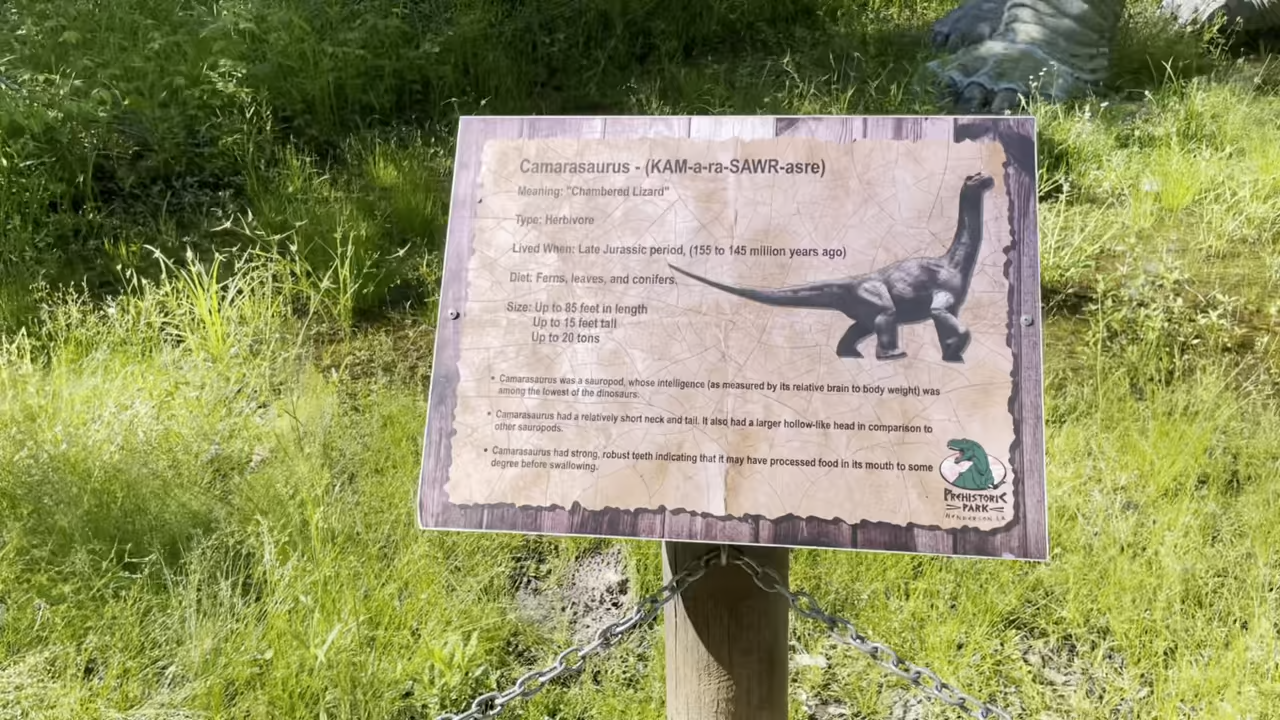 Camarasaurus - (KAM-a-ra-SAWR-asre)
Meaning: "Chambered Lizard"
Type: Herbivore
Lived When: Late Jurassic period, (155 to 145 million years ago)
Diet: Ferns, leaves, and conifers.
Size: Up to 85 feet in length
Up to 15 feet tall
Up to 20 tons
• Camarasaurus was a sauropod, whose intelligence (as measured by its relative brain to body weight) was
among the lowest of the dinosaurs.
• Camarasaurus had a relatively short neck and tail. It also had a larger hollow-like head in comparison to
other sauropods.
• Camarasaurus had strong, robust teeth indicating that it may have processed food in its mouth to some
degree before swallowing.
PREHISTORIC
PARK
HENDERSON, LA